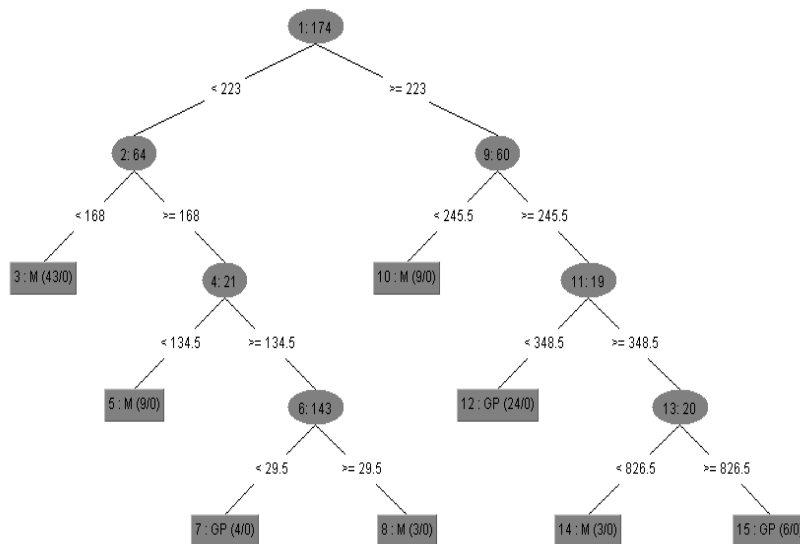 1: 174
< 223
>= 223
2: 64
9: 60
< 168
>= 168
< 245.5
>= 245.5
3 : M (43/0)
4: 21
10 : M (9/0)
11: 19
< 134.5
>= 134.5
< 348.5
>= 348.5
5 : M (9/0)
6: 143
12 : GP (24/0)
13: 20
< 29.5
>= 29.5
< 826.5
>= 826.5
7 : GP (4/0)
8 : M (3/0)
14 : M (3/0)
15 : GP (6/0)